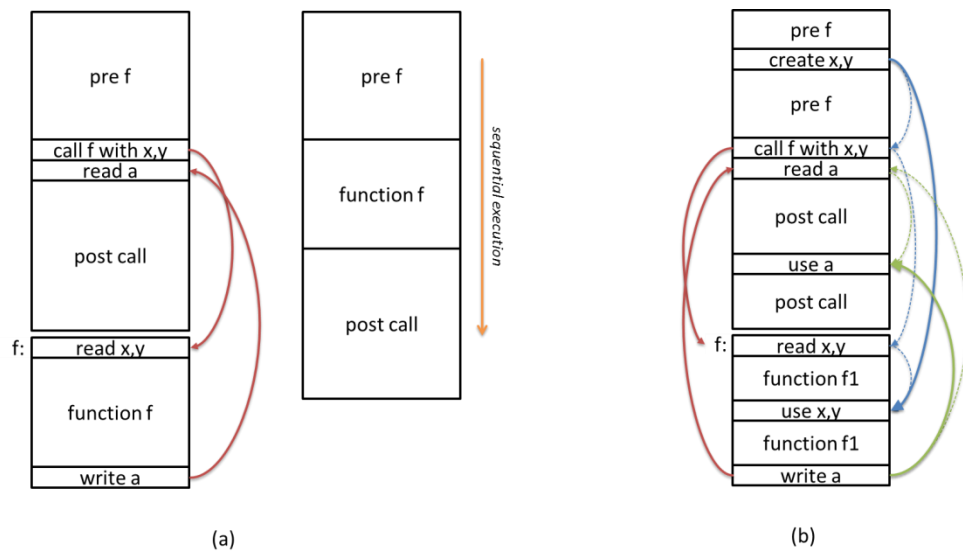 pre f
call f with x,y
read a
post call
f:
read x,y
function f
write a
pre f
function f
post call
sequential execution
(a)
pre f
create x,y
pre f
call f with x,y
read a
post call
use a
post call
f:
read x,y
function f1
use x,y
function f1
write a
(b)